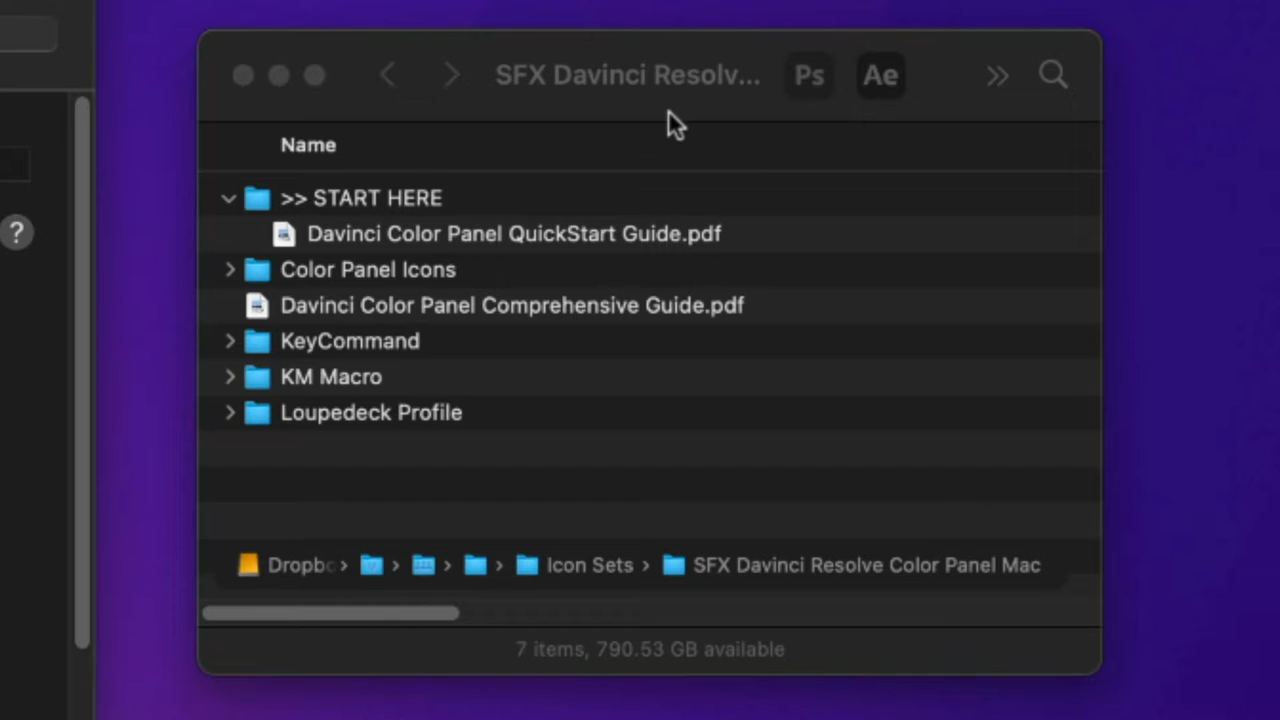 SFX Davinci Resolv... Ps Ae
Name
>> START HERE
Davinci Color Panel QuickStart Guide.pdf
?
Color Panel Icons
Davinci Color Panel Comprehensive Guide.pdf
KeyCommand
KM Macro
Loupedeck Profile
Dropbo › › › › Icon Sets › SFX Davinci Resolve Color Panel Mac
7 items, 790.53 GB available